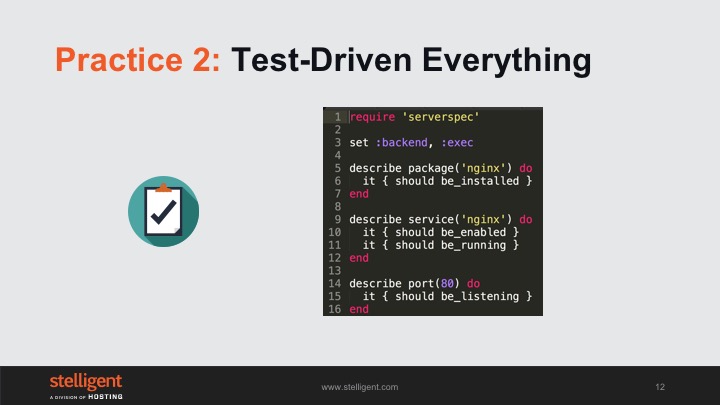 Practice 2: Test-Driven Everything
1 require 'serverspec'
2
3 set :backend, :exec
4
5 describe package('nginx') do
6   it { should be_installed }
7 end
8
9 describe service('nginx') do
10   it { should be_enabled }
11   it { should be_running }
12 end
13
14 describe port(80) do
15   it { should be_listening }
16 end
stelligent
A DIVISION OF HOSTING
www.stelligent.com
12